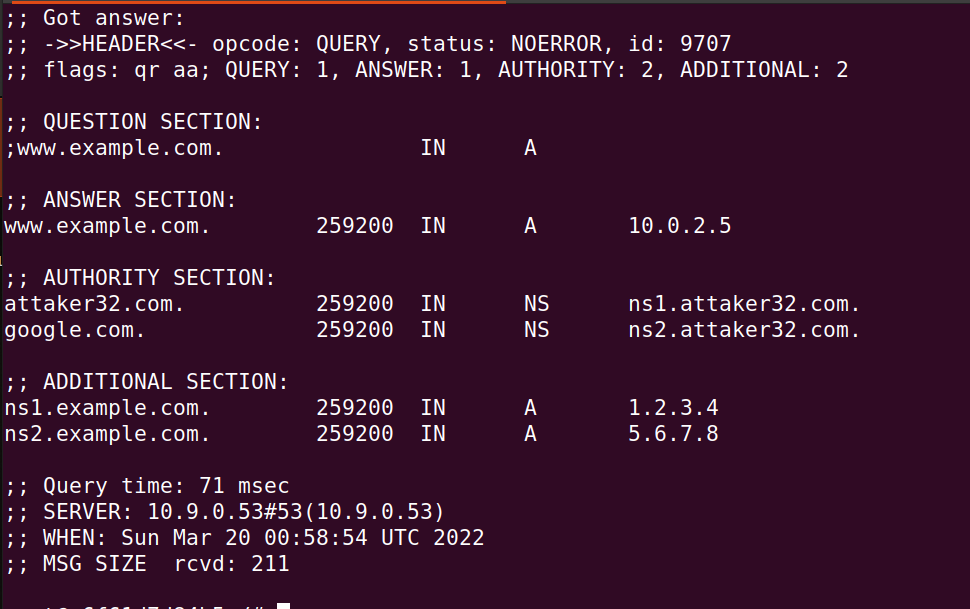 ;; Got answer:
;; ->>HEADER<<- opcode: QUERY, status: NOERROR, id: 9707
;; flags: qr aa; QUERY: 1, ANSWER: 1, AUTHORITY: 2, ADDITIONAL: 2
;; QUESTION SECTION:
;www.example.com. IN A
;; ANSWER SECTION:
www.example.com. 259200 IN A 10.0.2.5
;; AUTHORITY SECTION:
attaker32.com. 259200 IN NS ns1.attaker32.com.
google.com. 259200 IN NS ns2.attaker32.com.
;; ADDITIONAL SECTION:
ns1.example.com. 259200 IN A 1.2.3.4
ns2.example.com. 259200 IN A 5.6.7.8
;; Query time: 71 msec
;; SERVER: 10.9.0.53#53(10.9.0.53)
;; WHEN: Sun Mar 20 00:58:54 UTC 2022
;; MSG SIZE rcvd: 211